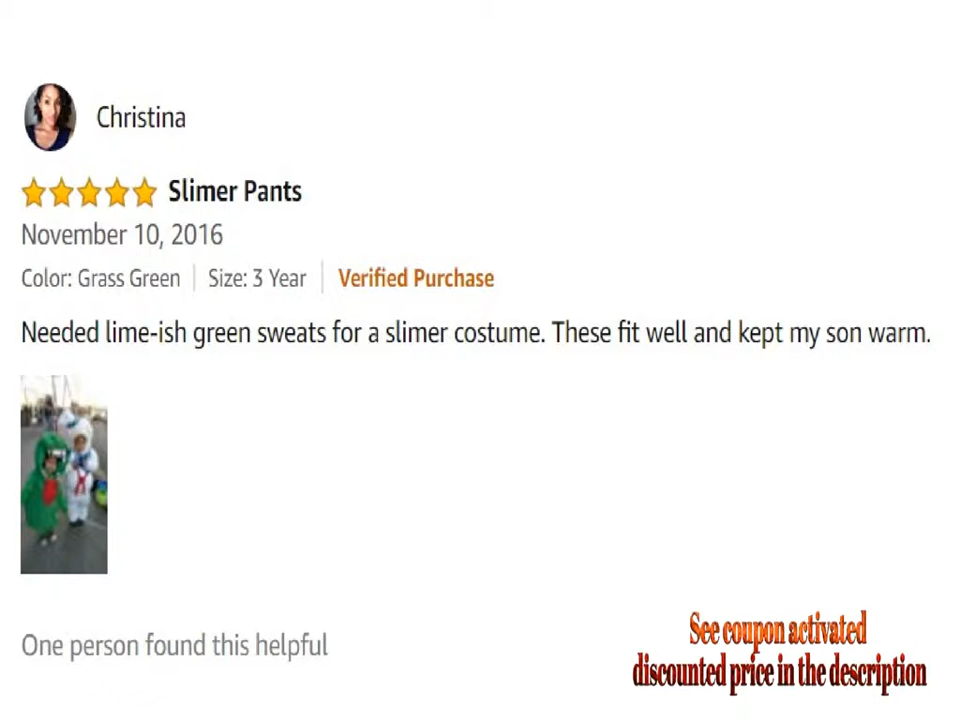 Christina
Slimer Pants
November 10, 2016
Color: Grass Green Size: 3 Year Verified Purchase
Needed lime-ish green sweats for a slimer costume. These fit well and kept my son warm.
One person found this helpful
See coupon activated
discounted price in the description